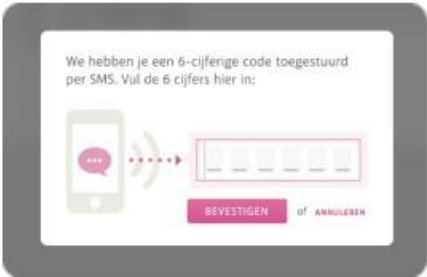 We hebben je een 6-cijferige code toegestuurd
per SMS. Vul de 6 cijfers hier in:
BEVESTIGEN of ANNULEREN